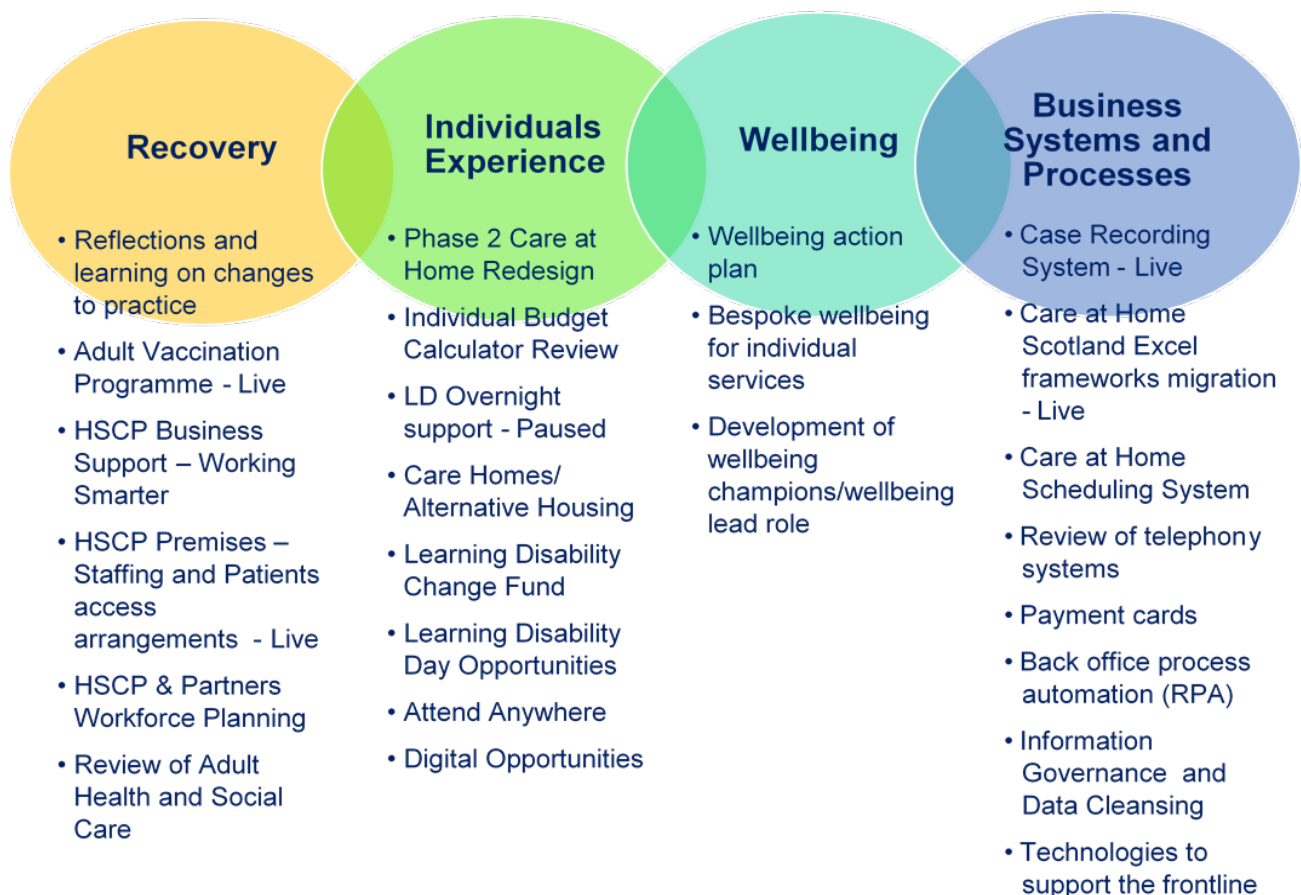 Recovery
• Reflections and
learning on changes
to practice
• Adult Vaccination
Programme - Live
• HSCP Business
Support – Working
Smarter
• HSCP Premises –
Staffing and Patients
access
arrangements - Live
• HSCP & Partners
Workforce Planning
• Review of Adult
Health and Social
Care
Individuals
Experience
• Phase 2 Care at
Home Redesign
• Individual Budget
Calculator Review
• LD Overnight
support - Paused
• Care Homes/
Alternative Housing
• Learning Disability
Change Fund
• Learning Disability
Day Opportunities
• Attend Anywhere
• Digital Opportunities
Wellbeing
• Wellbeing action
plan
• Bespoke wellbeing
for individual
services
• Development of
wellbeing
champions/wellbeing
lead role
Business
Systems and
Processes
• Case Recording
System - Live
• Care at Home
Scotland Excel
frameworks migration
- Live
• Care at Home
Scheduling System
• Review of telephony
systems
• Payment cards
• Back office process
automation (RPA)
• Information
Governance and
Data Cleansing
• Technologies to
support the frontline